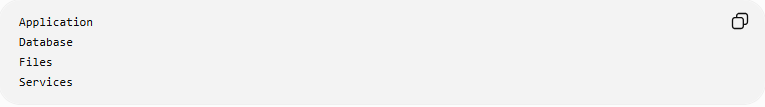 Application
Database
Files
Services